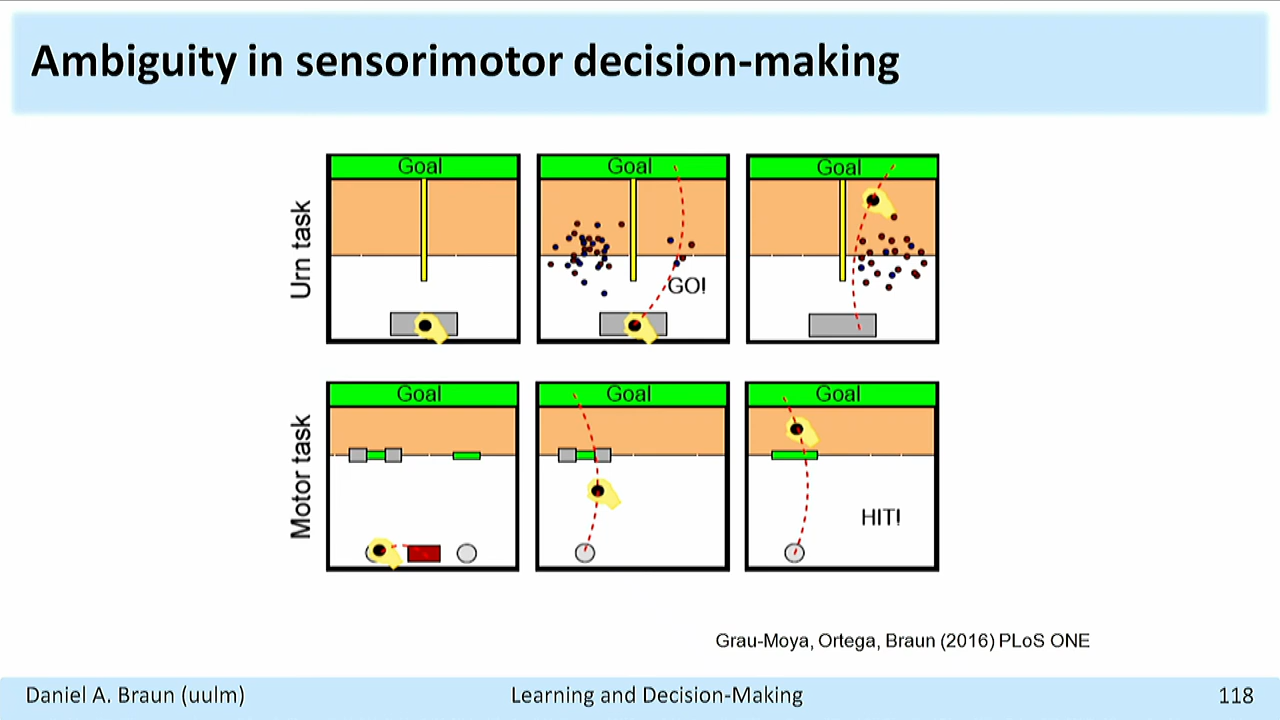 Ambiguity in sensorimotor decision-making
Urn task
Goal
Goal
GO!
Goal
Motor task
Goal
Goal
Goal
HIT!
Grau-Moya, Ortega, Braun (2016) PLoS ONE
Daniel A. Braun (uulm)
Learning and Decision-Making
118